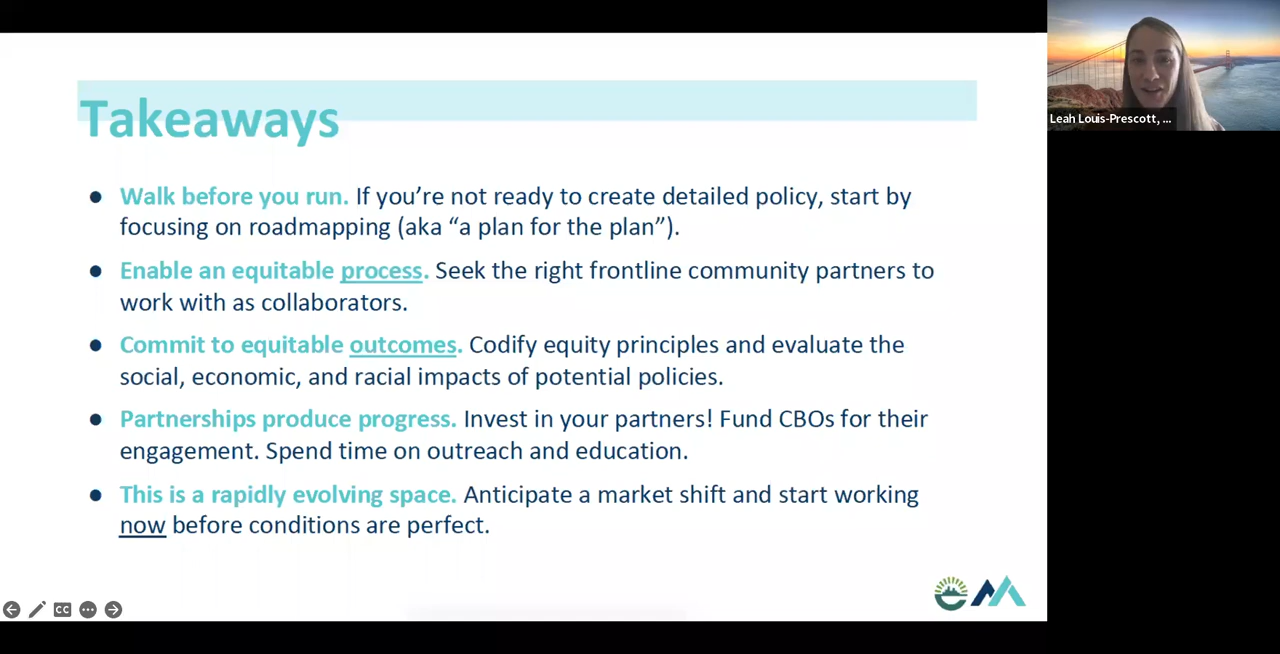 Takeaways
● Walk before you run. If you’re not ready to create detailed policy, start by
focusing on roadmapping (aka “a plan for the plan”).
● Enable an equitable process. Seek the right frontline community partners to
work with as collaborators.
● Commit to equitable outcomes. Codify equity principles and evaluate the
social, economic, and racial impacts of potential policies.
● Partnerships produce progress. Invest in your partners! Fund CBOs for their
engagement. Spend time on outreach and education.
● This is a rapidly evolving space. Anticipate a market shift and start working
now before conditions are perfect.
Leah Louis-Prescott, ...
CC